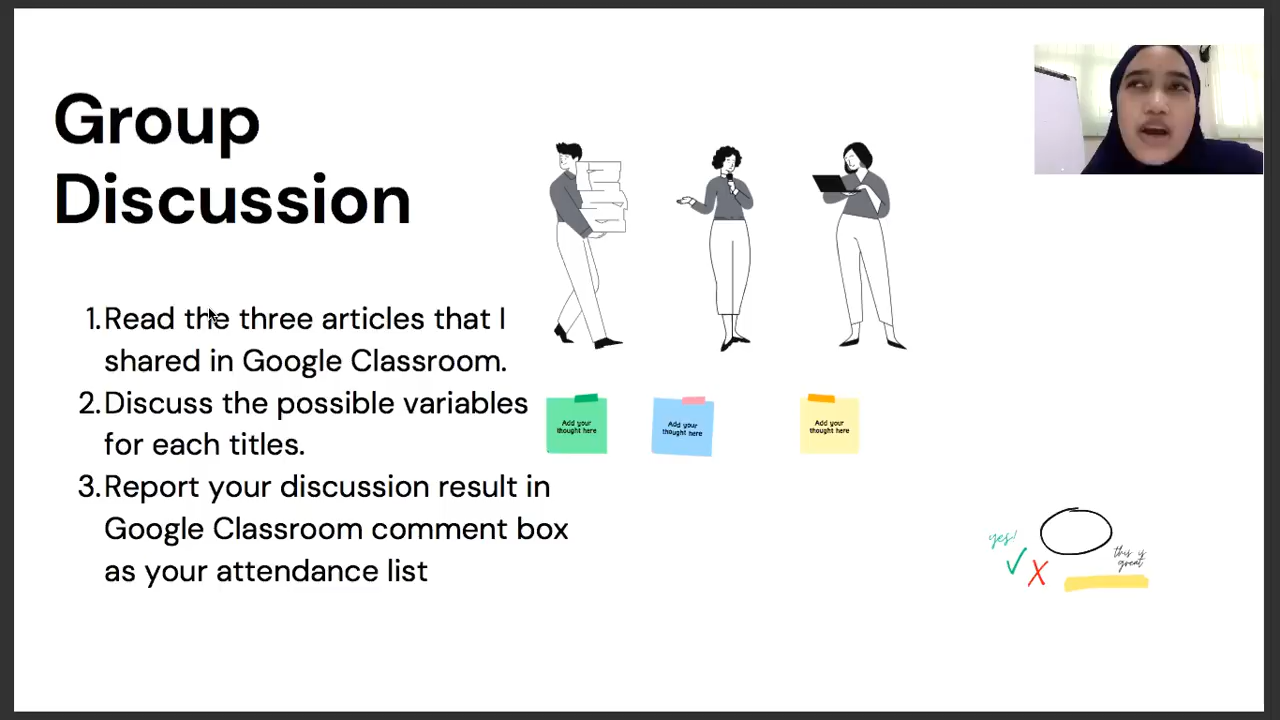 Group
Discussion
1. Read the three articles that I
shared in Google Classroom.
2. Discuss the possible variables
for each titles.
3. Report your discussion result in
Google Classroom comment box
as your attendance list
Add your
thought here
Add your
thought here
Add your
thought here
yes!
this is
great